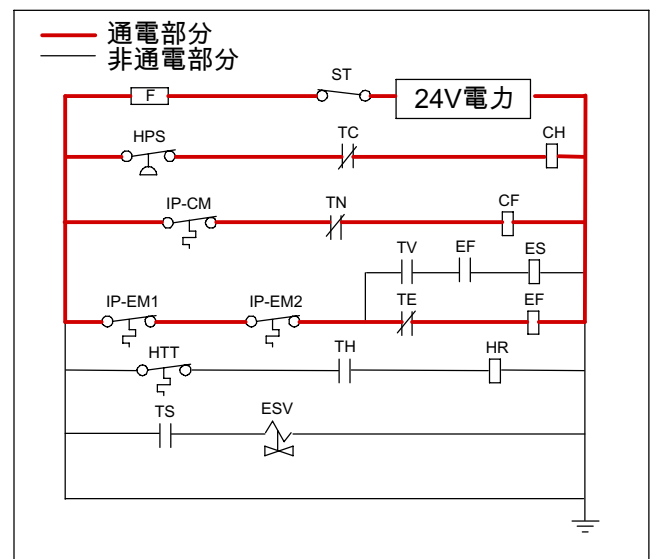 通電部分
非通電部分
F
ST
24V電力
HPS
TC
CH
IP-CM
TN
CF
TV
EF
ES
IP-EM1
IP-EM2
TE
EF
HTT
TH
HR
TS
ESV